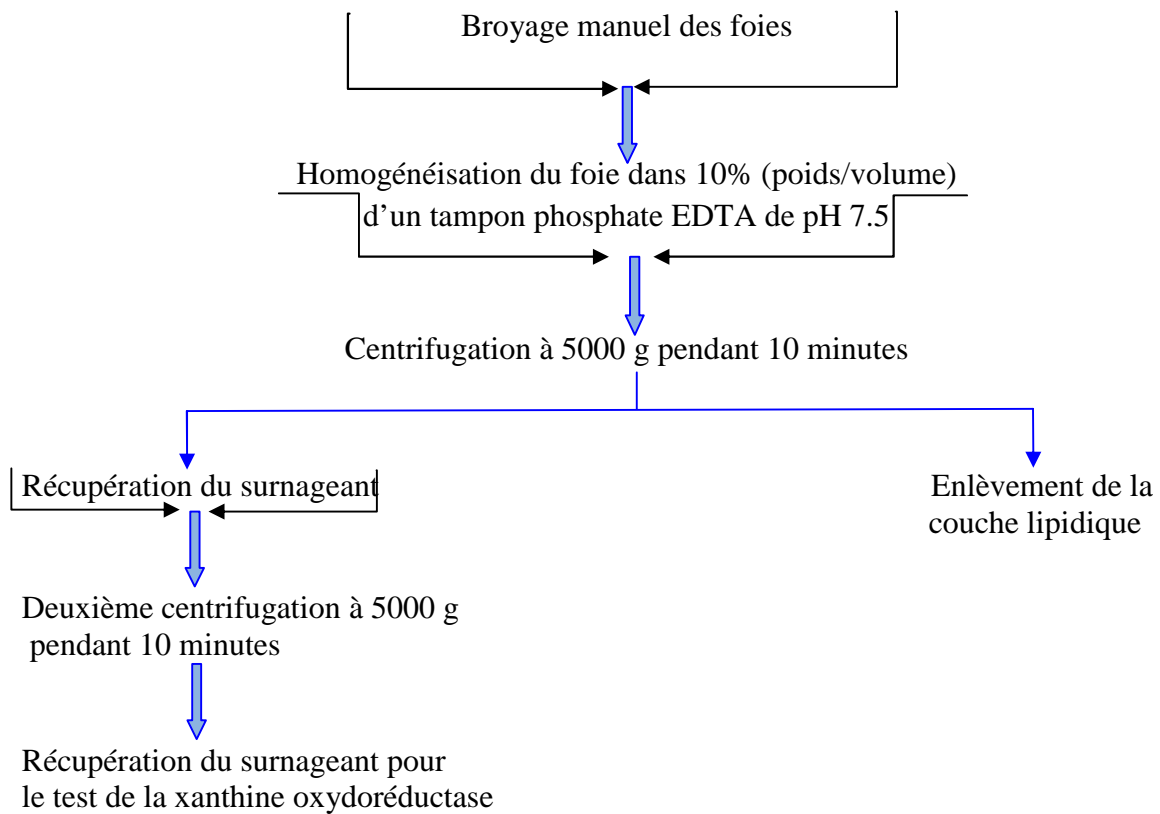 Broyage manuel des foies
Homogénéisation du foie dans 10% (poids/volume)
d’un tampon phosphate EDTA de pH 7.5
Centrifugation à 5000 g pendant 10 minutes
Récupération du surnageant
Enlèvement de la
couche lipidique
Deuxième centrifugation à 5000 g
pendant 10 minutes
Récupération du surnageant pour
le test de la xanthine oxydoréductase